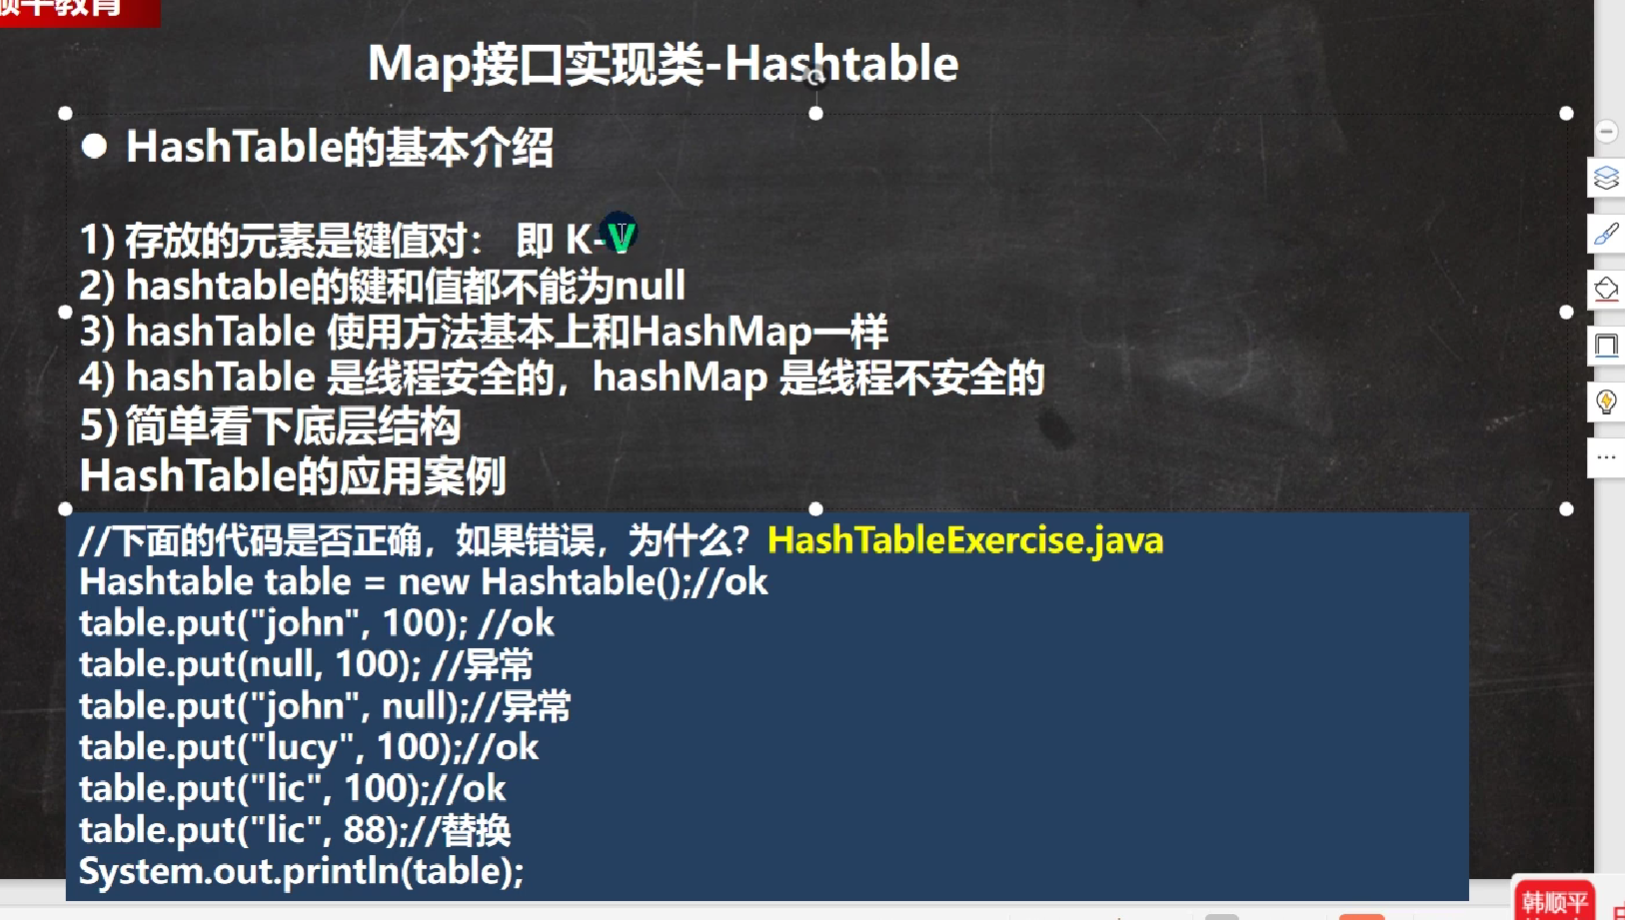 顺平教育
Map接口实现类-Hashtable
HashTable的基本介绍
1) 存放的元素是键值对： 即 K-V
2) hashtable的键和值都不能为null
3) hashTable 使用方法基本上和HashMap一样
4) hashTable 是线程安全的，hashMap 是线程不安全的
5) 简单看下底层结构
HashTable的应用案例
//下面的代码是否正确，如果错误，为什么？HashTableExercise.java
Hashtable table = new Hashtable();//ok
table.put("john", 100); //ok
table.put(null, 100); //异常
table.put("john", null);//异常
table.put("lucy", 100);//ok
table.put("lic", 100);//ok
table.put("lic", 88);//替换
System.out.println(table);
韩顺平